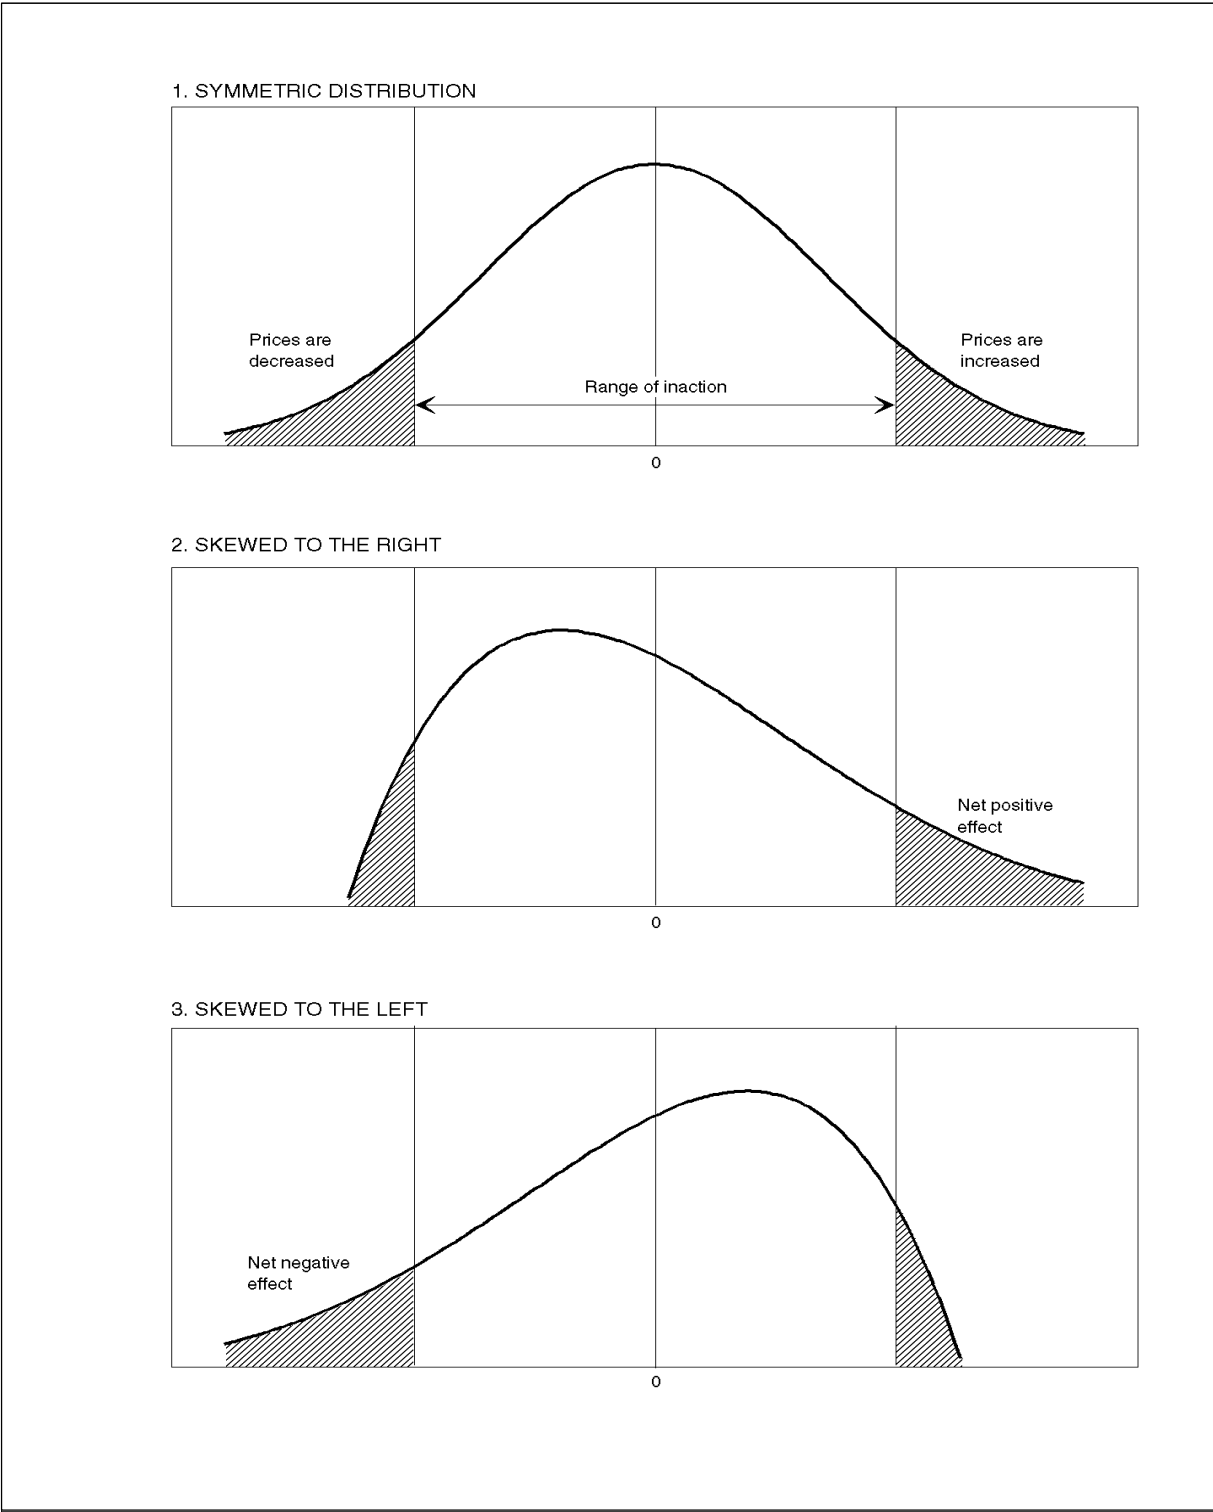 1. SYMMETRIC DISTRIBUTION
Prices are
decreased
Prices are
increased
Range of inaction
0
2. SKEWED TO THE RIGHT
Net positive
effect
0
3. SKEWED TO THE LEFT
Net negative
effect
0